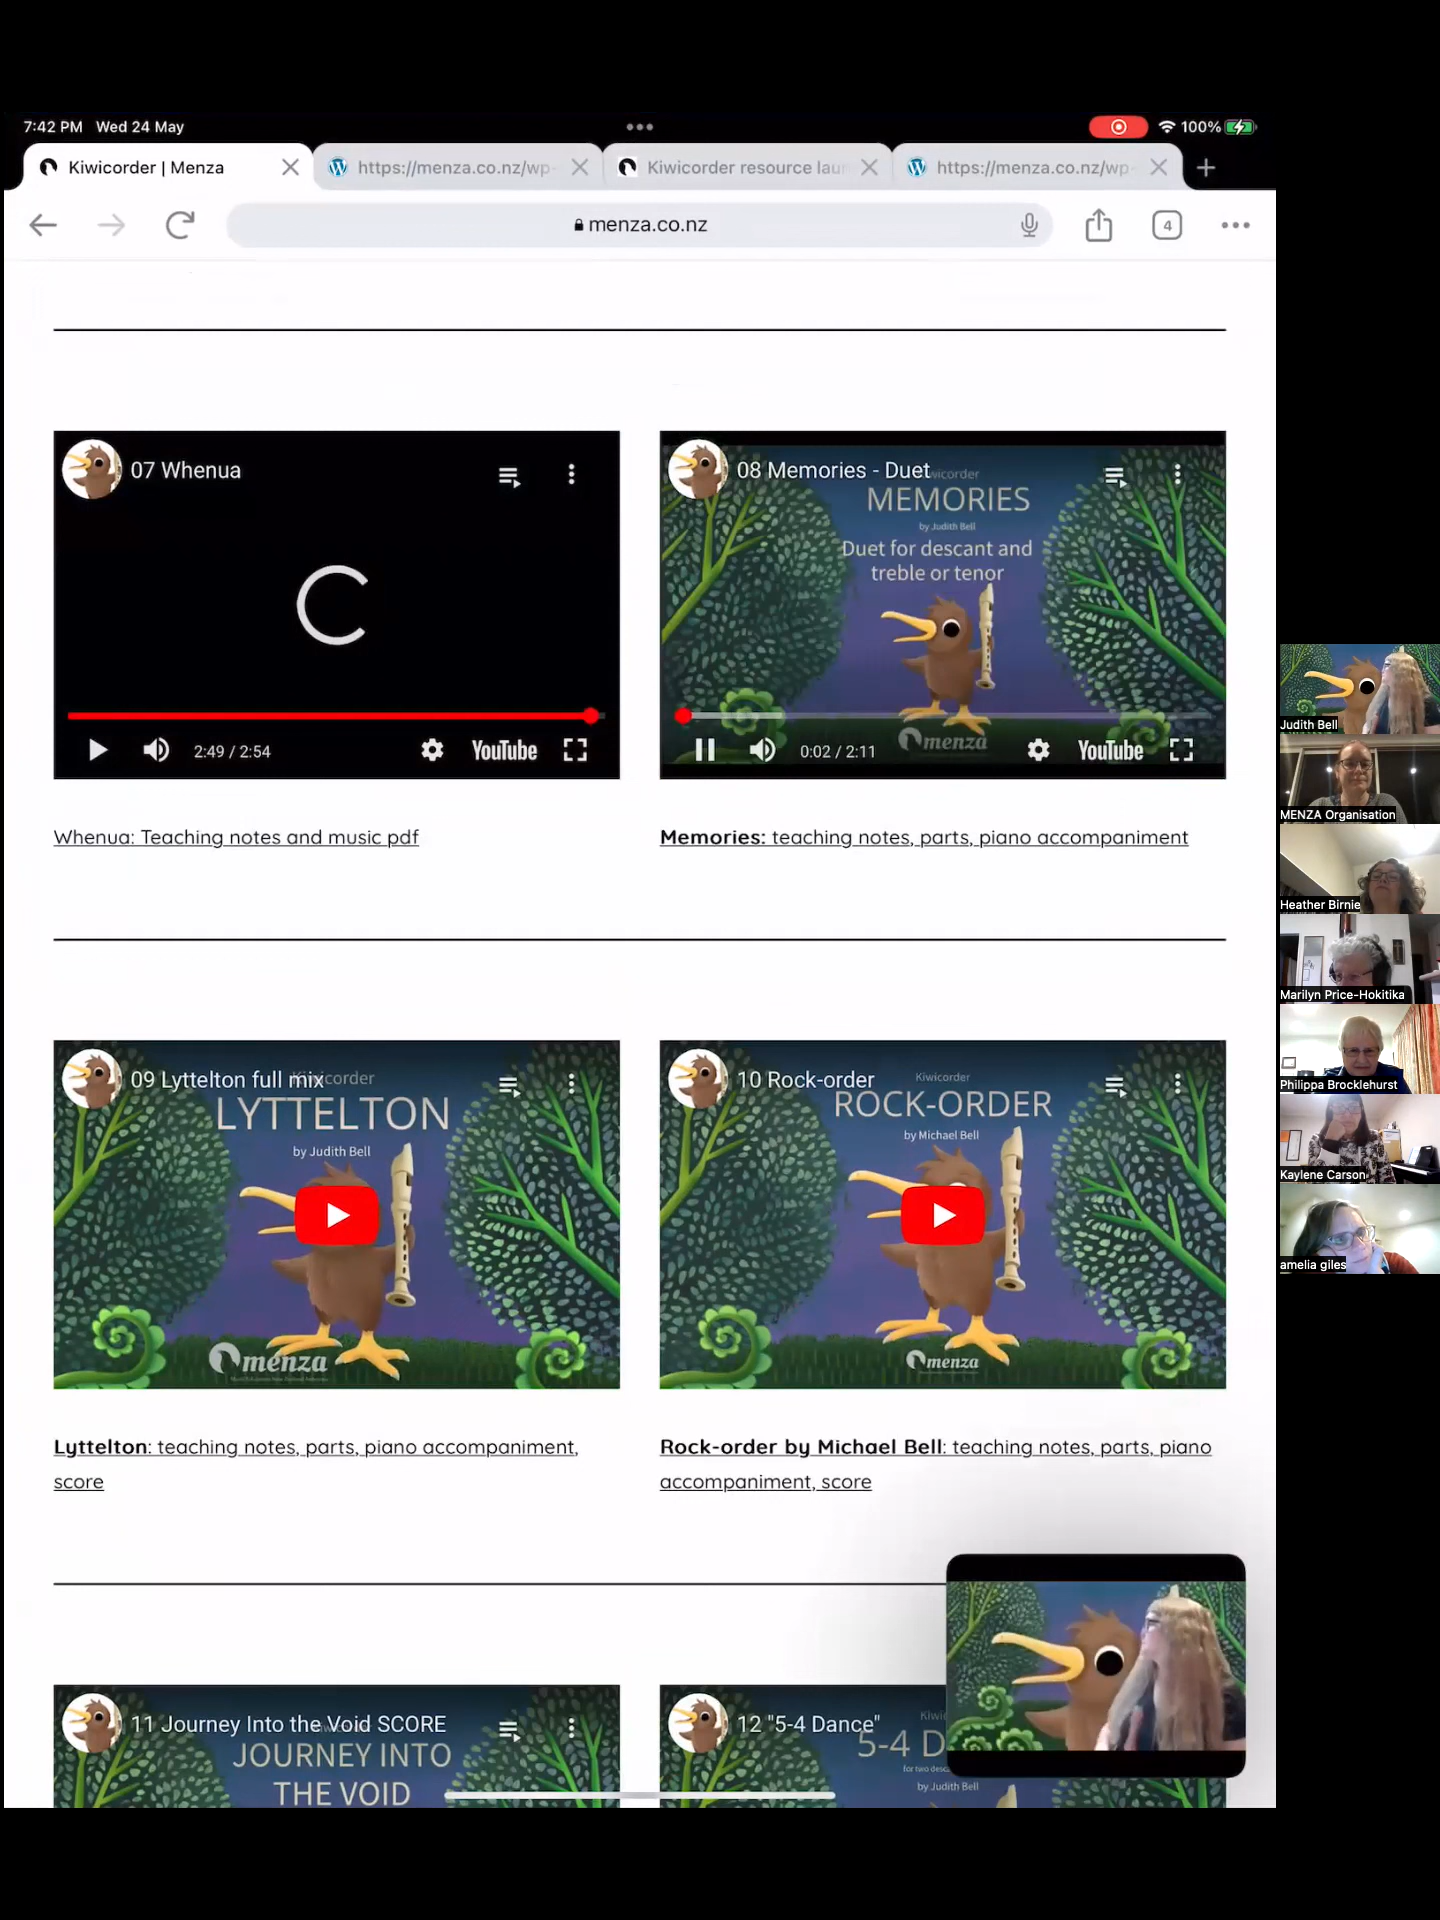 7:42 PM Wed 24 May
100%
Kiwicorder | Menza
https://menza.co.nz/wp-
Kiwicorder resource laun
https://menza.co.nz/wp-
menza.co.nz
4
07 Whenua
2:49 / 2:54
YouTube
08 Memories - Duet
MEMORIES
by Judith Bell
Duet for descant and
treble or tenor
menza
0:02 / 2:11
YouTube
Whenua: Teaching notes and music pdf
Memories: teaching notes, parts, piano accompaniment
09 Lyttelton full mix
Kiwicorder
LYTTELTON
by Judith Bell
menza
10 Rock-order
Kiwicorder
ROCK-ORDER
by Michael Bell
menza
Lyttelton: teaching notes, parts, piano accompaniment,
score
Rock-order by Michael Bell: teaching notes, parts, piano
accompaniment, score
11 Journey Into the Void SCORE
JOURNEY INTO
THE VOID
12 "5-4 Dance"
5-4 D
by Judith Bell
Judith Bell
MENZA Organisation
Heather Birnie
Marilyn Price-Hokitika
Philippa Brocklehurst
Kaylene Carson
amelia giles